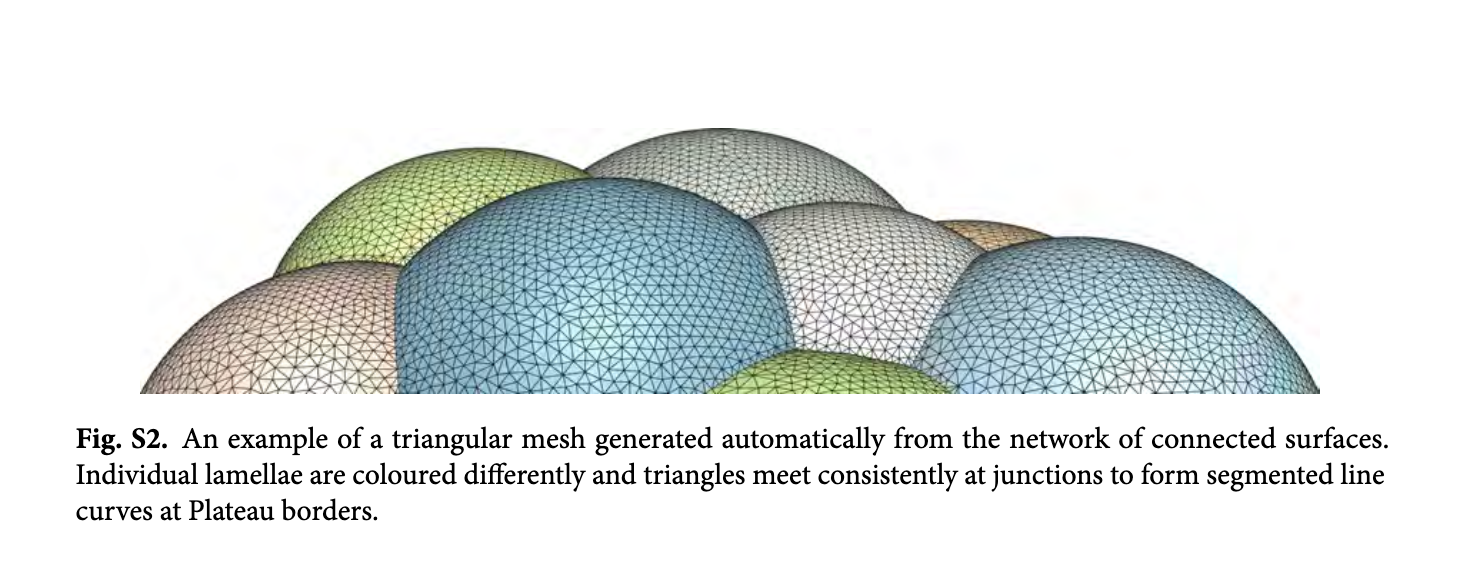 Fig. S2. An example of a triangular mesh generated automatically from the network of connected surfaces.
Individual lamellae are coloured differently and triangles meet consistently at junctions to form segmented line
curves at Plateau borders.